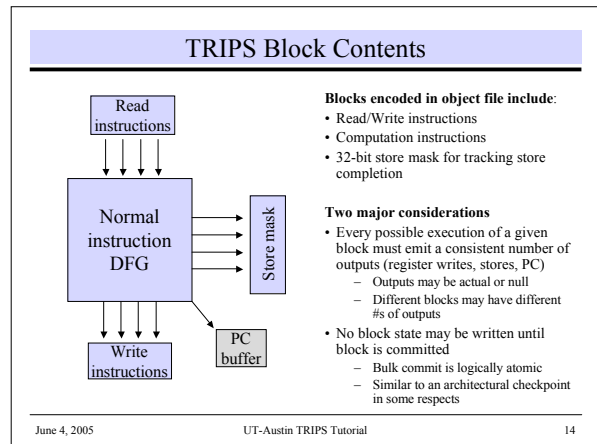 TRIPS Block Contents
Read
instructions
Normal
instruction
DFG
Store mask
Write
instructions
PC
buffer
Blocks encoded in object file include:
• Read/Write instructions
• Computation instructions
• 32-bit store mask for tracking store
completion
Two major considerations
• Every possible execution of a given
block must emit a consistent number of
outputs (register writes, stores, PC)
– Outputs may be actual or null
– Different blocks may have different
#s of outputs
• No block state may be written until
block is committed
– Bulk commit is logically atomic
– Similar to an architectural checkpoint
in some respects
June 4, 2005
UT-Austin TRIPS Tutorial
14